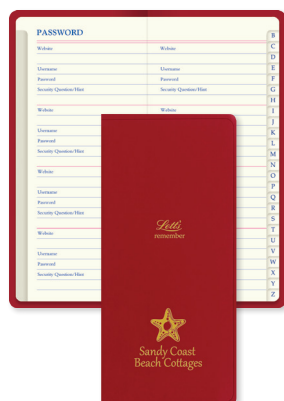 PASSWORD
Website
Username
Password
Security Question/Hint
Website
Username
Password
Security Question/Hint
Website
Username
Password
Security Question/Hint
Website
Username
Password
Security Question/Hint
Website
Username
Password
Security Question/Hint
Website
B
C
D
E
F
G
H
I
J
K
L
M
N
O
P
Q
R
S
T
U
V
W
X
Y
Z
Letts
remember
Sandy Coast
Beach Cottages